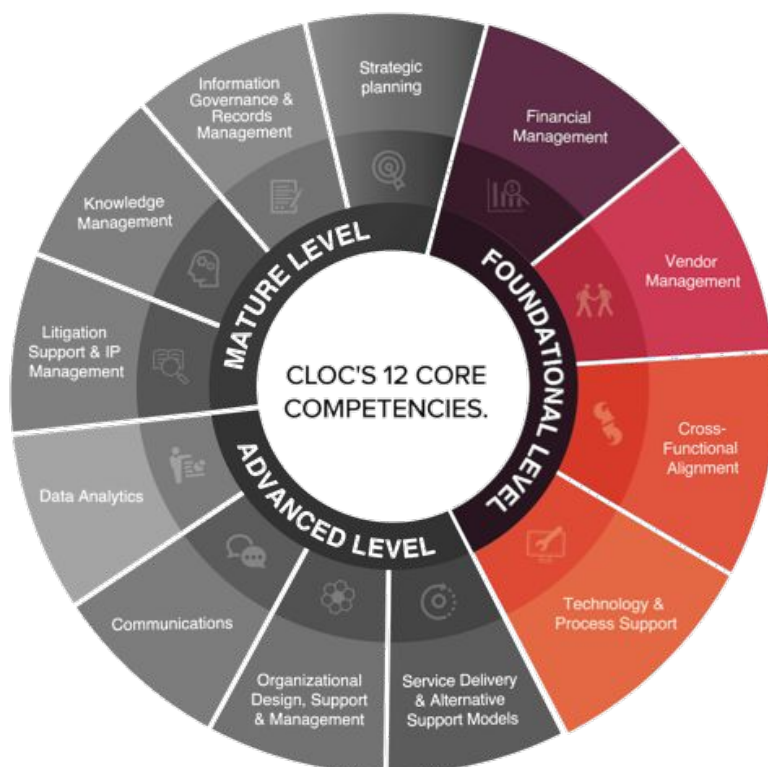 CLOC'S 12 CORE
COMPETENCIES.
FOUNDATIONAL LEVEL
Financial
Management
Vendor
Management
Cross-
Functional
Alignment
Technology &
Process Support
ADVANCED LEVEL
Service Delivery
& Alternative
Support Models
Organizational
Design, Support
& Management
Communications
Data Analytics
MATURE LEVEL
Litigation
Support & IP
Management
Knowledge
Management
Information
Governance &
Records
Management
Strategic
planning